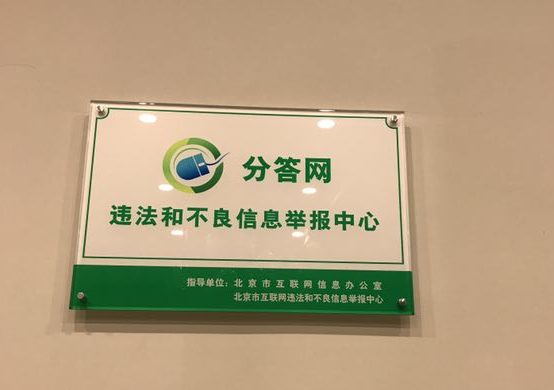 分答网
违法和不良信息举报中心
指导单位：北京市互联网信息办公室
北京市互联网违法和不良信息举报中心